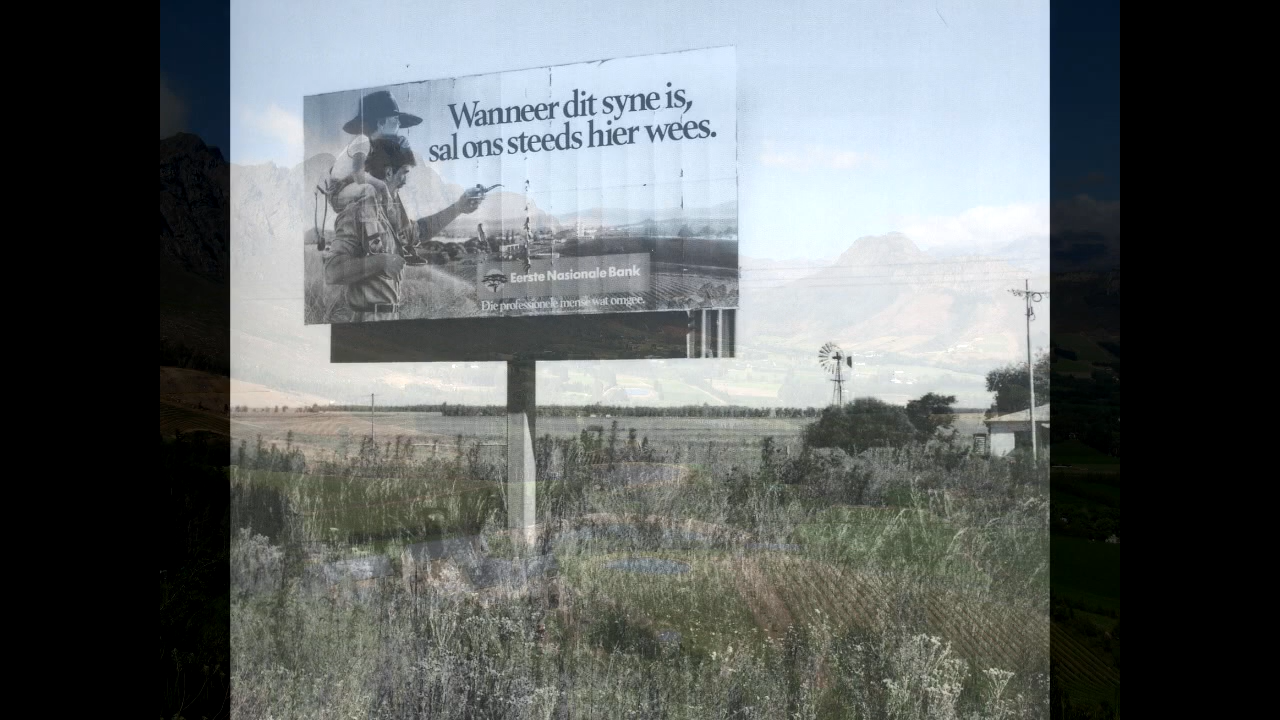 Wanneer dit syne is,
sal ons steeds hier wees.
Eerste Nasionale Bank
Die professionele mense wat omgee.